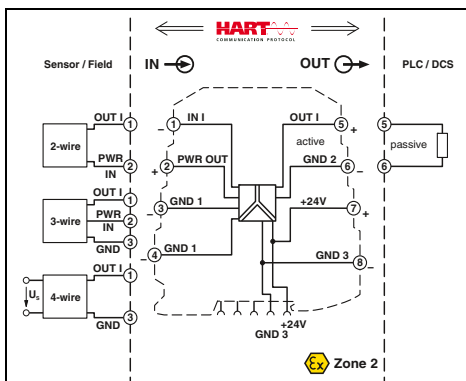 HART
COMMUNICATION PROTOCOL
Sensor / Field
IN
OUT
PLC / DCS
2-wire
OUT I 1
PWR 2
IN
3-wire
OUT I 1
PWR 2
IN
GND 3
4-wire
Us
OUT I 1
GND 3
1 IN I
–
2 PWR OUT
+
3 GND 1
–
4 GND 1
–
OUT I 5
+
active
GND 2 6
–
+24V 7
+
GND 3 8
–
+24V
GND 3
5
passive
6
Ex Zone 2